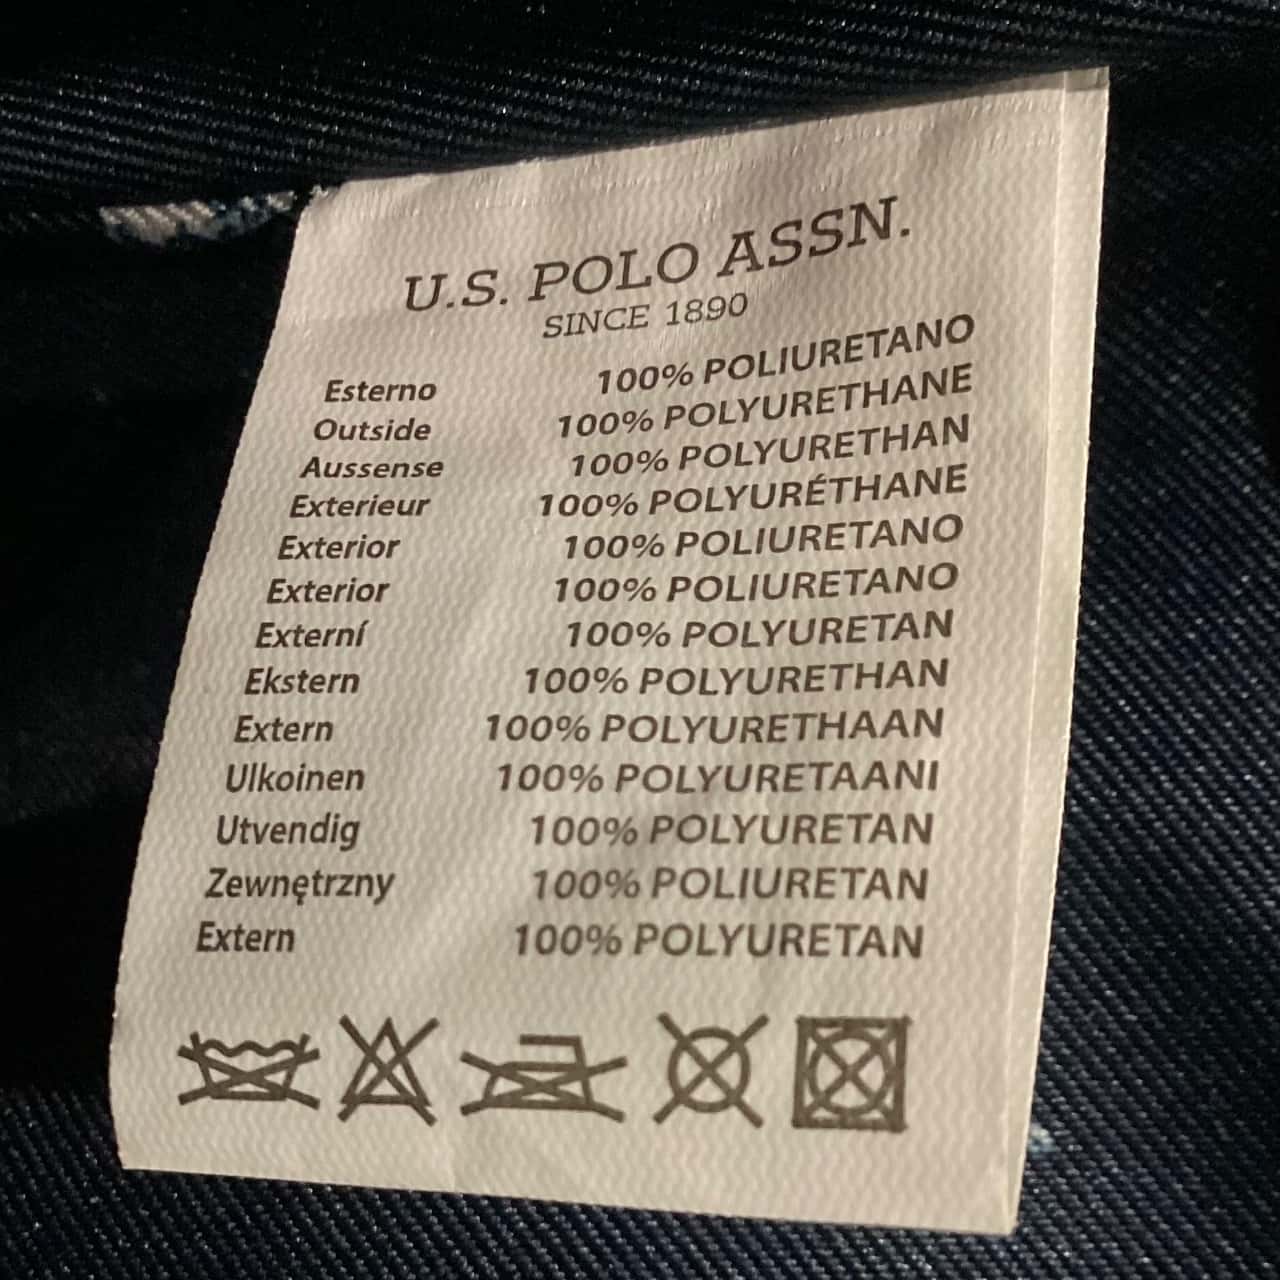 U.S. POLO ASSN.
SINCE 1890
Esterno 100% POLIURETANO
Outside 100% POLYURETHANE
Aussense 100% POLYURETHAN
Exterieur 100% POLYURÉTHANE
Exterior 100% POLIURETANO
Exterior 100% POLIURETANO
Externí 100% POLYURETAN
Ekstern 100% POLYURETHAN
Extern 100% POLYURETHAAN
Ulkoinen 100% POLYURETAANI
Utvendig 100% POLYURETAN
Zewnętrzny 100% POLIURETAN
Extern 100% POLYURETAN